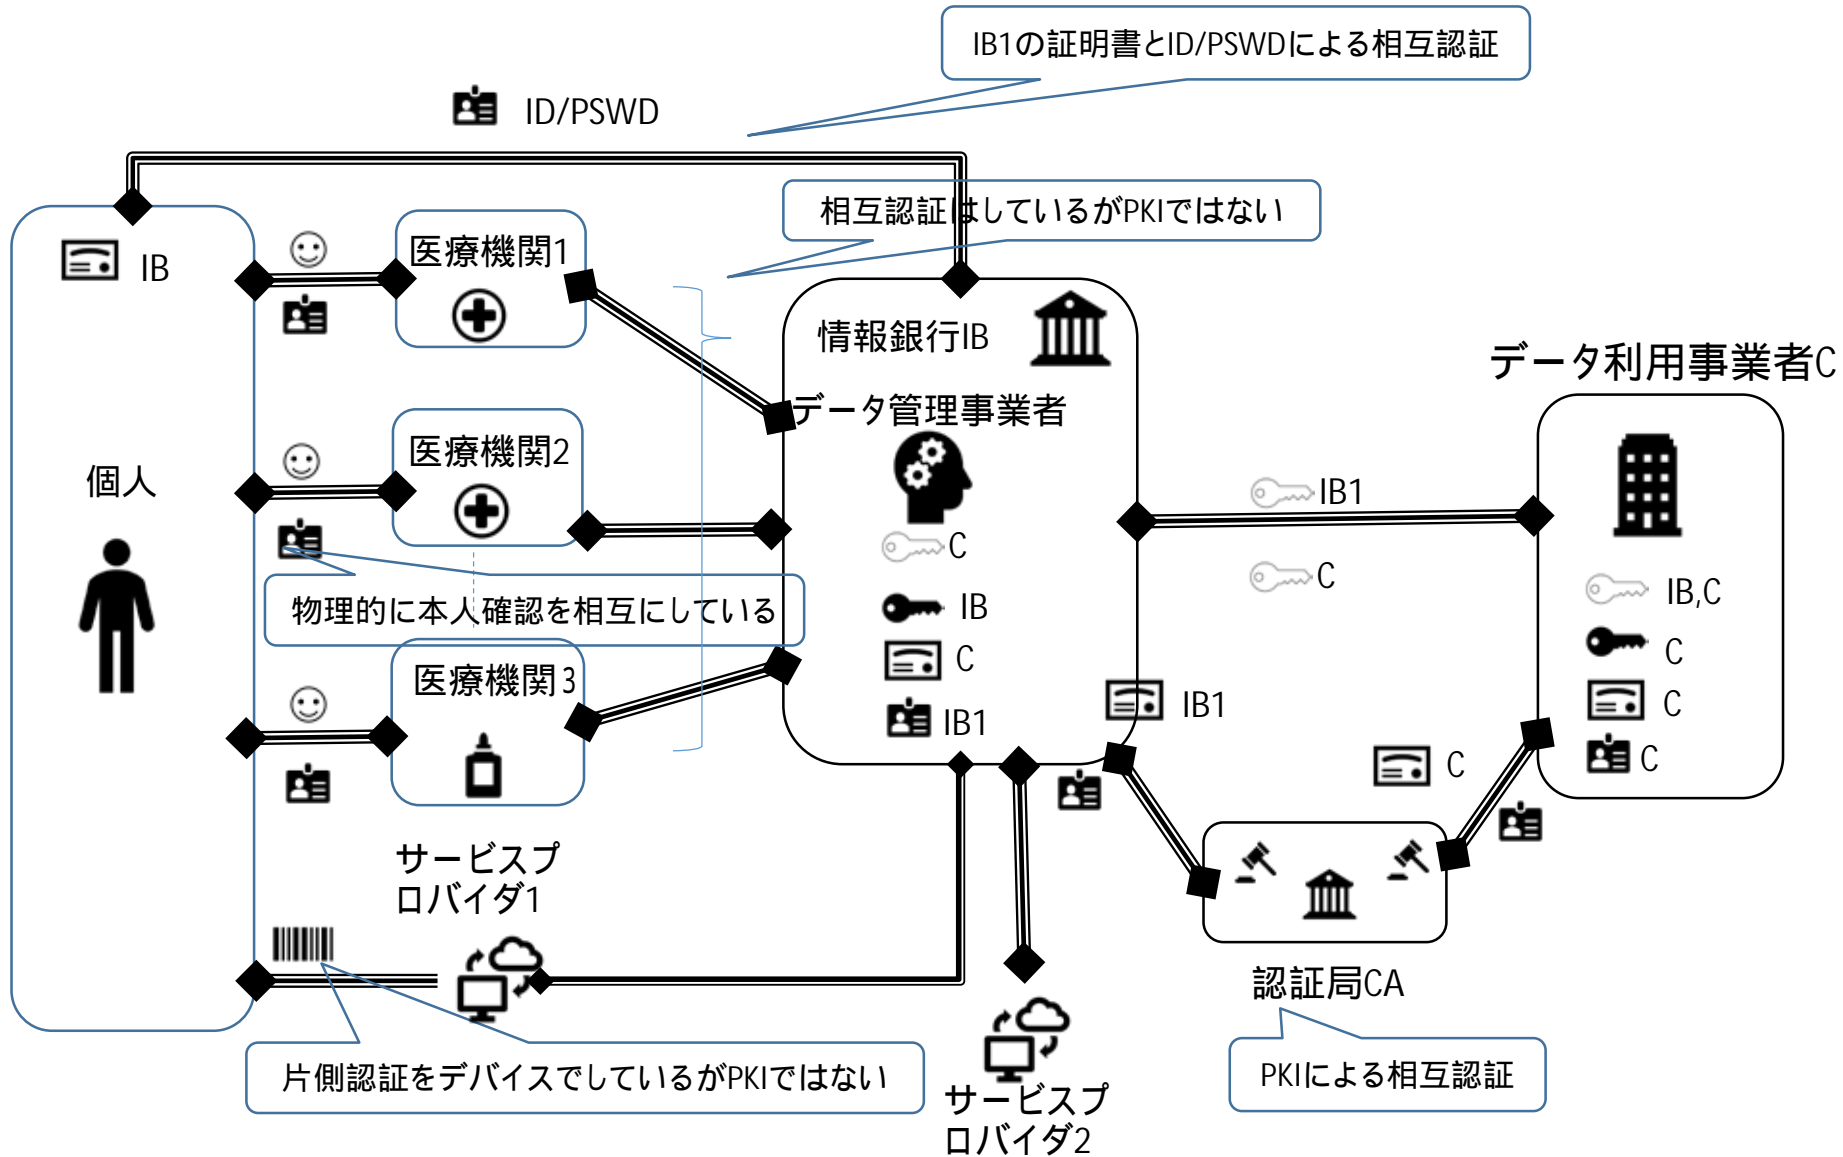 IB1の証明書とID/PSWDによる相互認証
ID/PSWD
相互認証はしているがPKIではない
IB
医療機関1
情報銀行IB
データ管理事業者
データ利用事業者C
医療機関2
個人
IB1
C
C
IB
C
IB1
IB,C
C
C
C
物理的に本人確認を相互にしている
医療機関3
IB1
C
サービスプ
ロバイダ1
認証局CA
片側認証をデバイスでしているがPKIではない
PKIによる相互認証
サービスプ
ロバイダ2